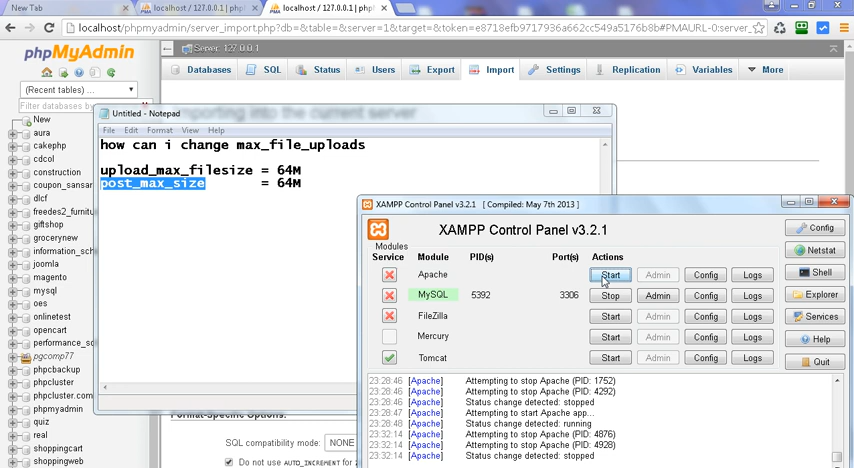 New Tab
localhost / 127.0.0.1 | phpM
localhost / 127.0.0.1 | phpM
localhost/phpmyadmin/server_import.php?db=&table=&server=1&target=&token=e8718efb9717936a662cc549a5176b8b#PMAURL-0:server_
phpMyAdmin
(Recent tables) ...
Filter databases by
New
aura
cakephp
cdcol
constuction
coupon_sansar
dlcf
freedes2_furnitu
giftshop
grocerynew
information_sch
joomla
magento
mysql
oes
onlinetest
opencart
performance_sc
pgcomp77
phpcbackup
phpcluster
phpcluster.com
phpmyadmin
quiz
real
shoppingcart
shoppingweb
Server: 127.0.0.1
Databases
SQL
Status
Users
Export
Import
Settings
Replication
Variables
More
importing into the current server
Untitled - Notepad
File Edit Format View Help
how can i change max_file_uploads
upload_max_filesize = 64M
post_max_size = 64M
Format-Specific Options:
SQL compatibility mode: NONE
Do not use AUTO_INCREMENT for
XAMPP Control Panel v3.2.1 [ Compiled: May 7th 2013 ]
XAMPP Control Panel v3.2.1
Modules
Service Module PID(s) Port(s) Actions
Apache Start Admin Config Logs
MySQL 5392 3306 Stop Admin Config Logs
FileZilla Start Admin Config Logs
Mercury Start Admin Config Logs
Tomcat Start Admin Config Logs
Config
Netstat
Shell
Explorer
Services
Help
Quit
23:28:46 [Apache] Attempting to stop Apache (PID: 1752)
23:28:46 [Apache] Attempting to stop Apache (PID: 4292)
23:28:46 [Apache] Status change detected: stopped
23:28:47 [Apache] Attempting to start Apache app...
23:28:48 [Apache] Status change detected: running
23:32:14 [Apache] Attempting to stop Apache (PID: 4876)
23:32:14 [Apache] Attempting to stop Apache (PID: 4928)
23:32:14 [Apache] Status change detected: stopped